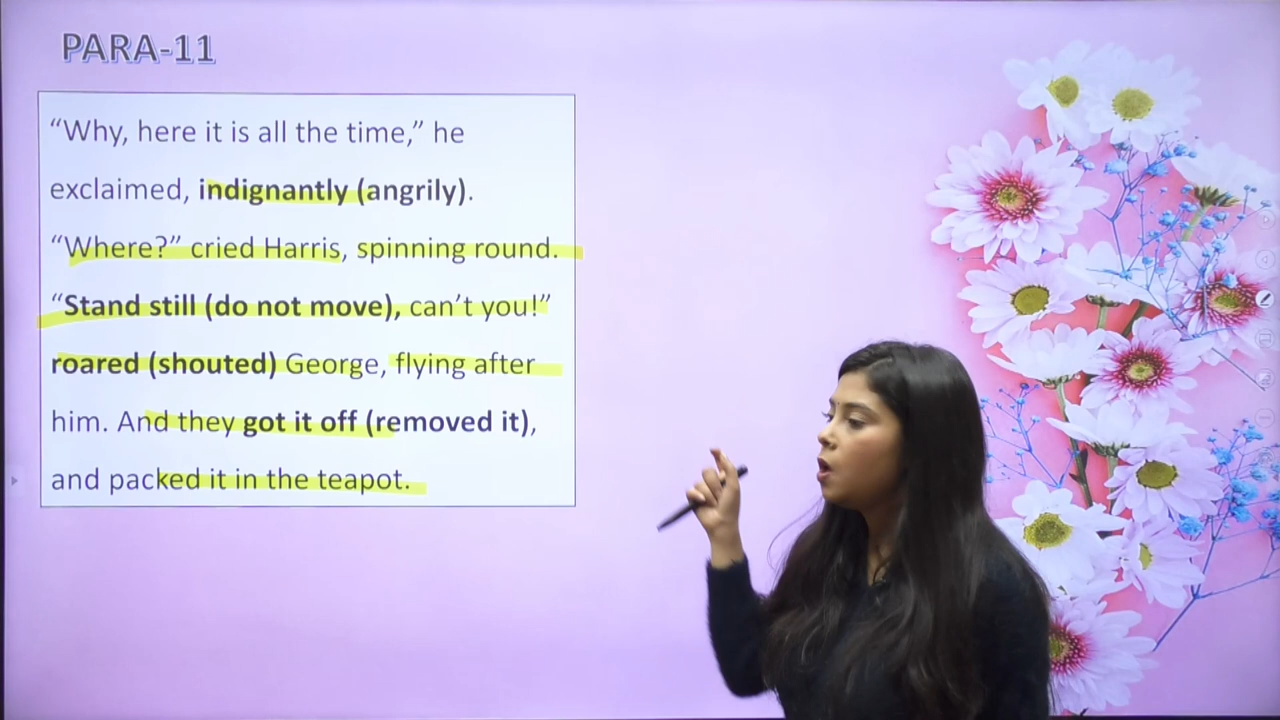 PARA-11
“Why, here it is all the time,” he
exclaimed, indignantly (angrily).
“Where?” cried Harris, spinning round.
“Stand still (do not move), can’t you!”
roared (shouted) George, flying after
him. And they got it off (removed it),
and packed it in the teapot.